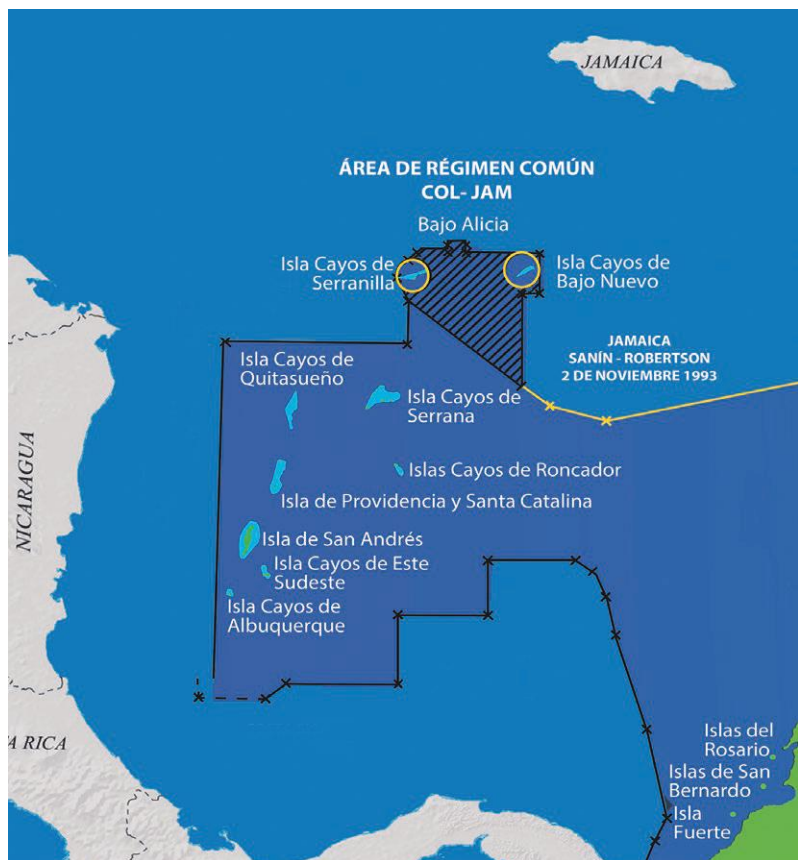 JAMAICA
ÁREA DE RÉGIMEN COMÚN
COL- JAM
Bajo Alicia
Isla Cayos de
Serranilla
Isla Cayos de
Bajo Nuevo
JAMAICA
SANÍN - ROBERTSON
2 DE NOVIEMBRE 1993
Isla Cayos de
Quitasueño
Isla Cayos de
Serrana
Islas Cayos de Roncador
Isla de Providencia y Santa Catalina
NICARAGUA
Isla de San Andrés
Isla Cayos de Este
Sudeste
Isla Cayos de
Albuquerque
A RICA
Islas del
Rosario
Islas de San
Bernardo
Isla
Fuerte